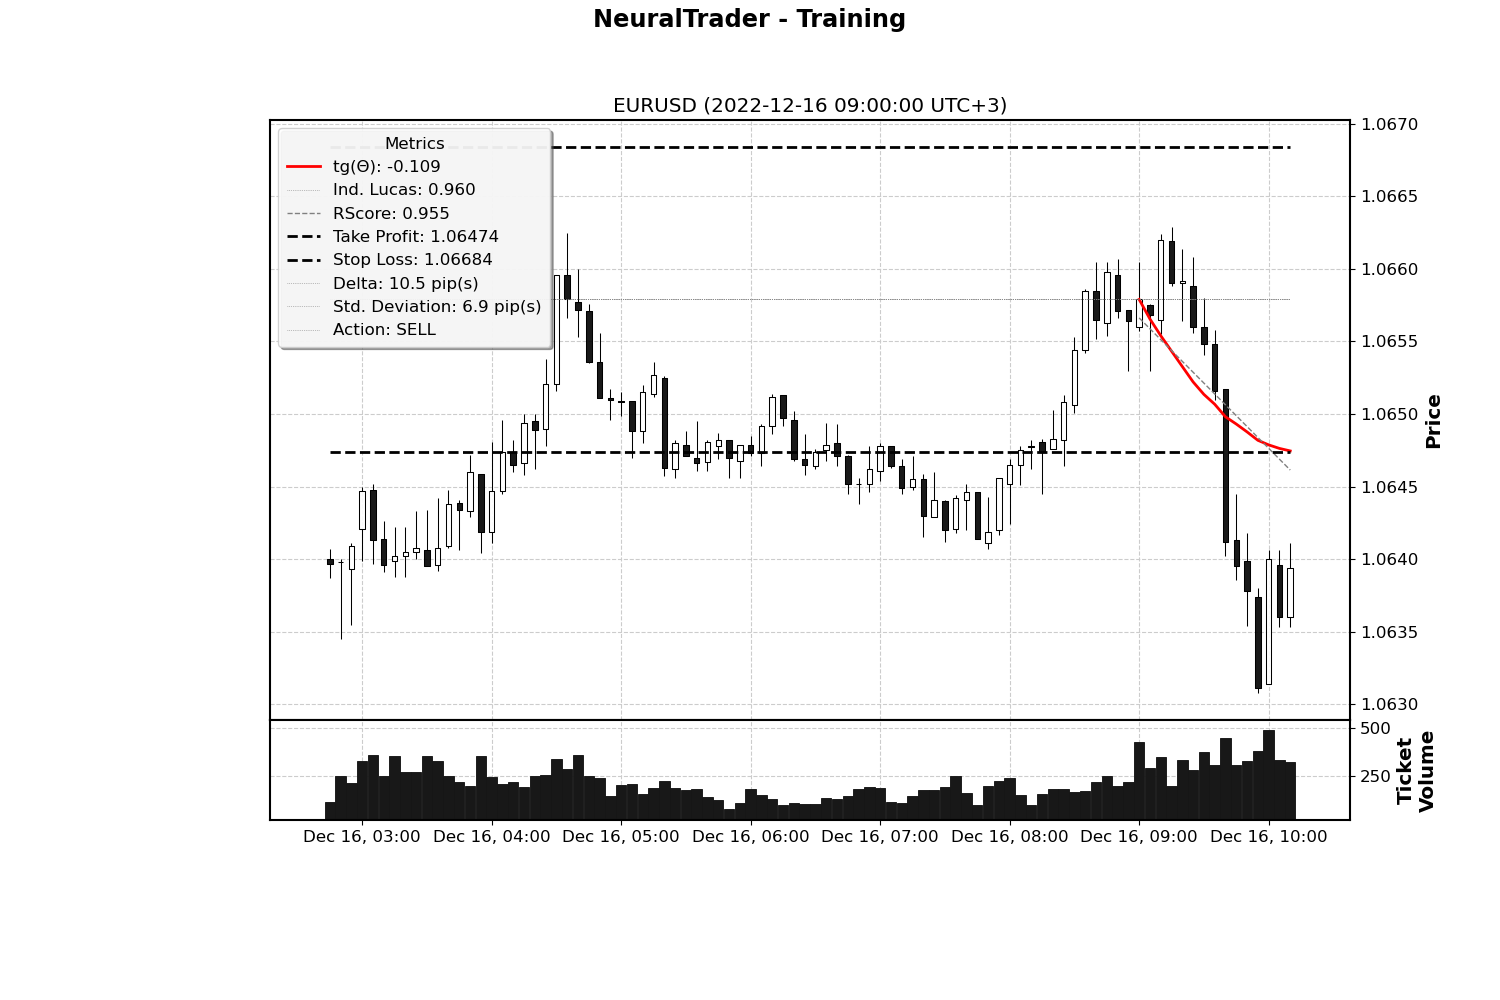 NeuralTrader - Training
EURUSD (2022-12-16 09:00:00 UTC+3)
Metrics
tg(Θ): -0.109
Ind. Lucas: 0.960
RScore: 0.955
Take Profit: 1.06474
Stop Loss: 1.06684
Delta: 10.5 pip(s)
Std. Deviation: 6.9 pip(s)
Action: SELL
1.0670
1.0665
1.0660
1.0655
1.0650
1.0645
1.0640
1.0635
1.0630
Price
500
250
Ticket
Volume
Dec 16, 03:00
Dec 16, 04:00
Dec 16, 05:00
Dec 16, 06:00
Dec 16, 07:00
Dec 16, 08:00
Dec 16, 09:00
Dec 16, 10:00